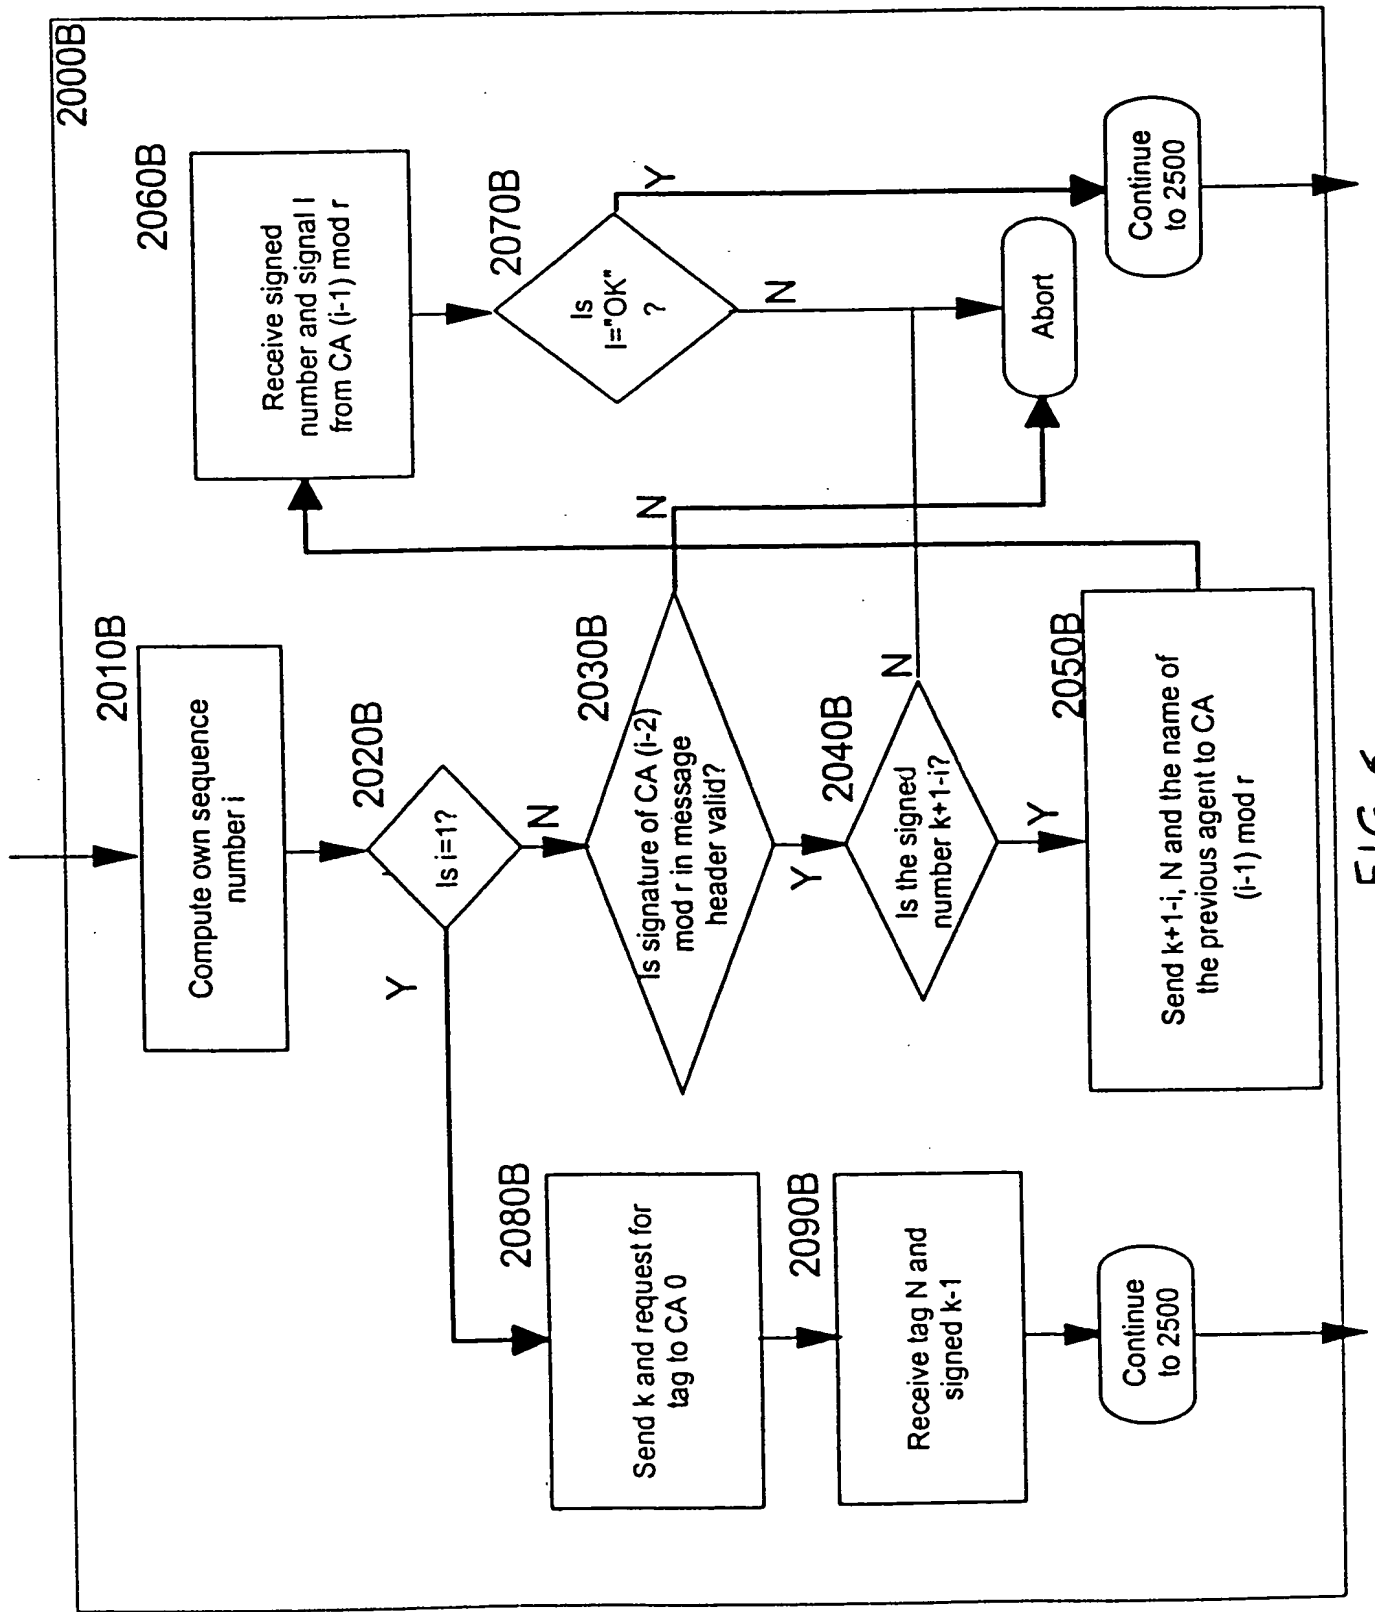 2000B
2010B
Compute own sequence
number i
2020B
Is i=1?
Y
N
2030B
Is signature of CA (i-2)
mod r in message
header valid?
N
Y
2040B
Is the signed
number k+1-i?
N
Y
2050B
Send k+1-i, N and the name of
the previous agent to CA
(i-1) mod r
2060B
Receive signed
number and signal I
from CA (i-1) mod r
2070B
Is
I="OK"
?
Y
N
Abort
Continue
to 2500
2080B
Send k and request for
tag to CA 0
2090B
Receive tag N and
signed k-1
Continue
to 2500